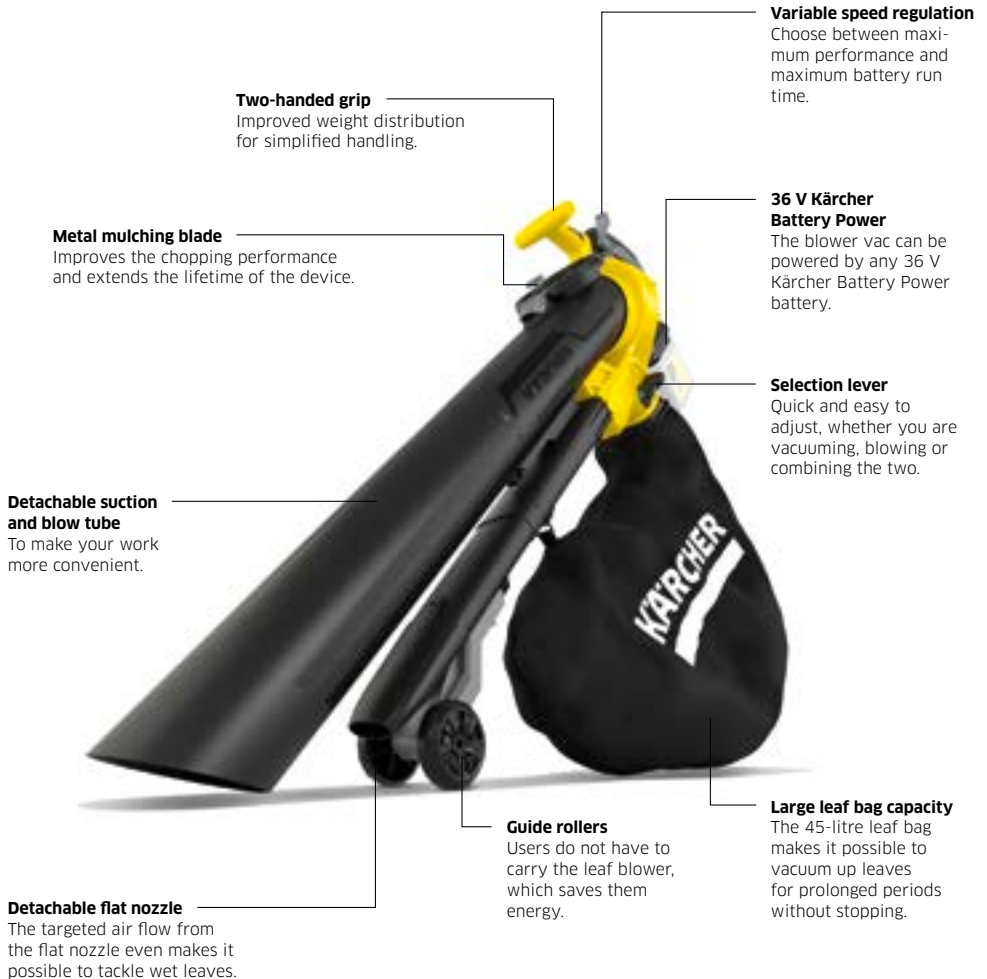 Variable speed regulation
Choose between maxi-
mum performance and
maximum battery run
time.
Two-handed grip
Improved weight distribution
for simplified handling.
36 V Kärcher
Battery Power
The blower vac can be
powered by any 36 V
Kärcher Battery Power
battery.
Metal mulching blade
Improves the chopping performance
and extends the lifetime of the device.
Selection lever
Quick and easy to
adjust, whether you are
vacuuming, blowing or
combining the two.
Detachable suction
and blow tube
To make your work
more convenient.
KÄRCHER
Large leaf bag capacity
The 45-litre leaf bag
makes it possible to
vacuum up leaves
for prolonged periods
without stopping.
Guide rollers
Users do not have to
carry the leaf blower,
which saves them
energy.
Detachable flat nozzle
The targeted air flow from
the flat nozzle even makes it
possible to tackle wet leaves.